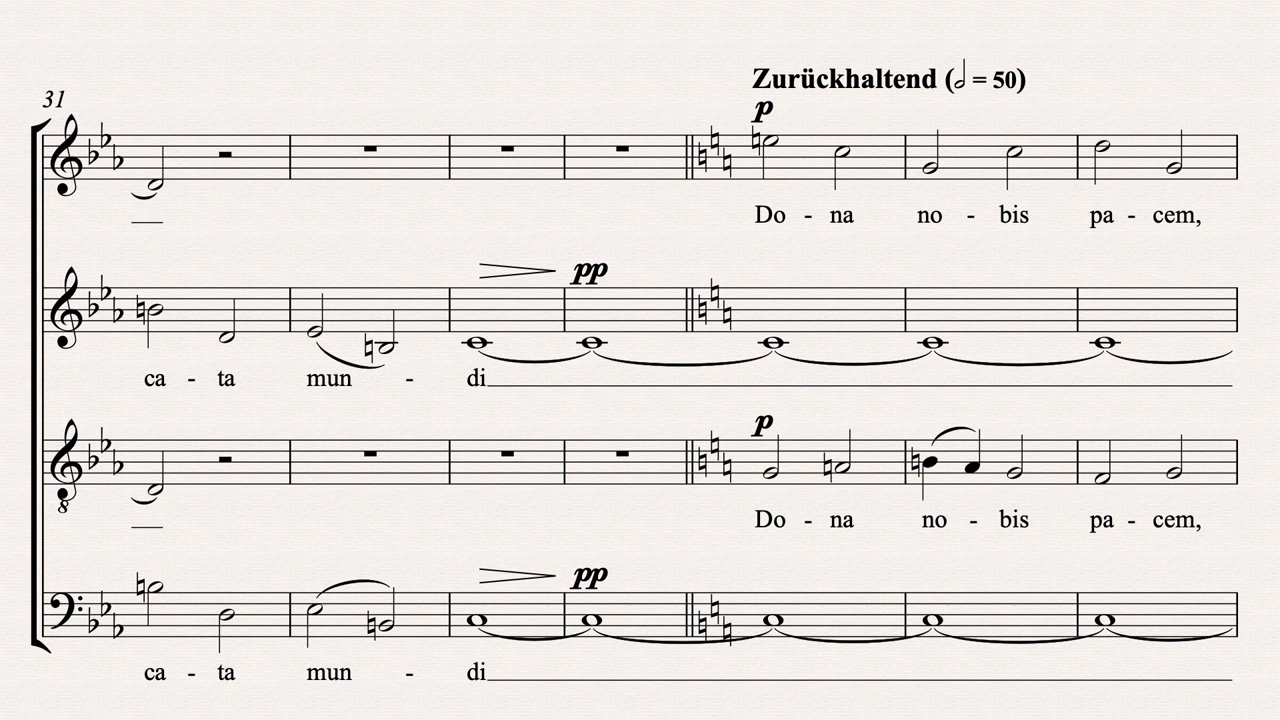 Zurückhaltend (𝅗𝅥 = 50)
31
p
Do - na no - bis pa - cem,
pp
ca - ta mun - di
p
8
Do - na no - bis pa - cem,
pp
ca - ta mun - di